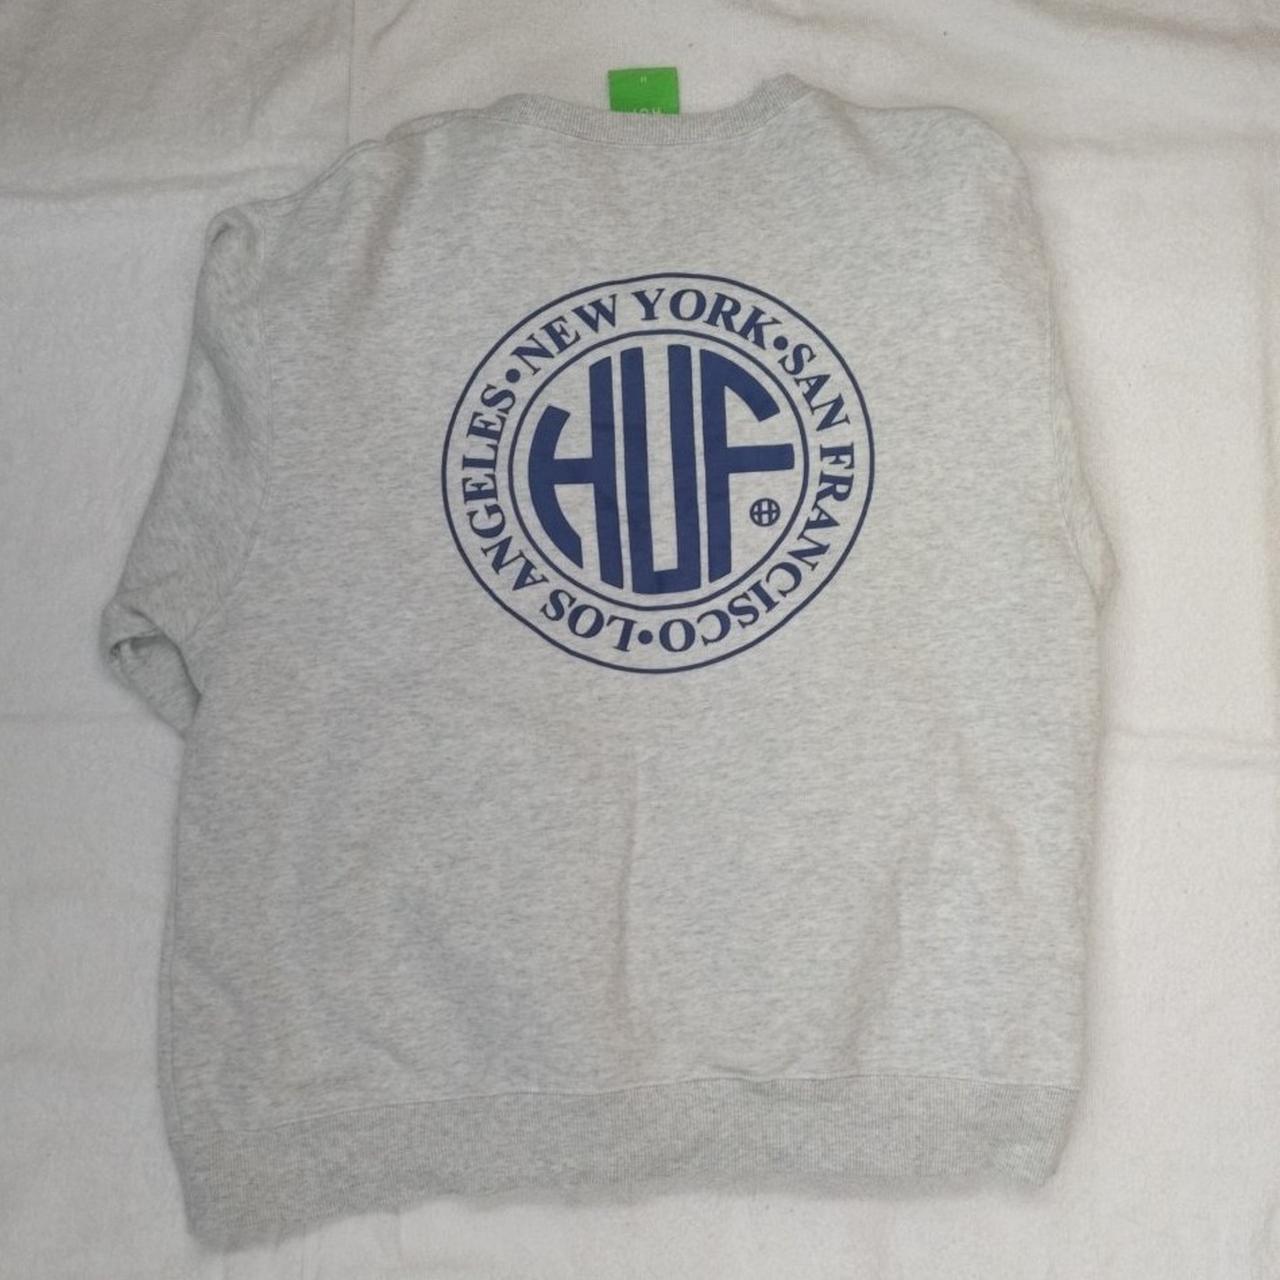 NEW YORK•SAN FRANCISCO•LOS ANGELES•
HUF
H